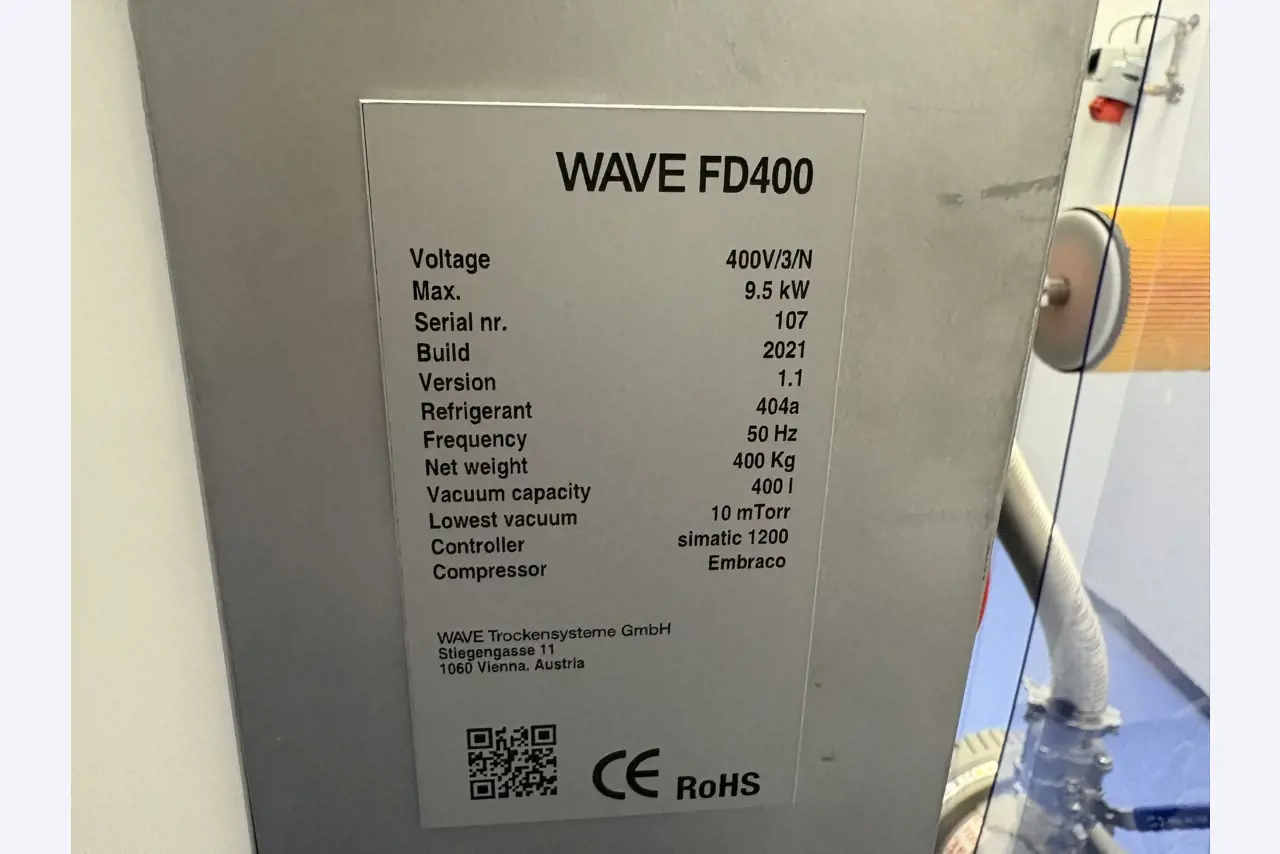 WAVE FD400
Voltage 400V/3/N
Max. 9.5 kW
Serial nr. 107
Build 2021
Version 1.1
Refrigerant 404a
Frequency 50 Hz
Net weight 400 Kg
Vacuum capacity 400 l
Lowest vacuum 10 mTorr
Controller simatic 1200
Compressor Embraco
WAVE Trockensysteme GmbH
Stiegengasse 11
1060 Vienna. Austria
CE RoHS